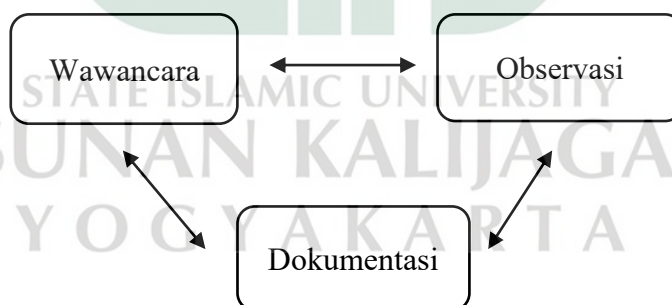 Wawancara
Observasi
STATE ISLAMIC UNIVERSITY
SUNAN KALIJAGA
YOGYAKARTA
Dokumentasi